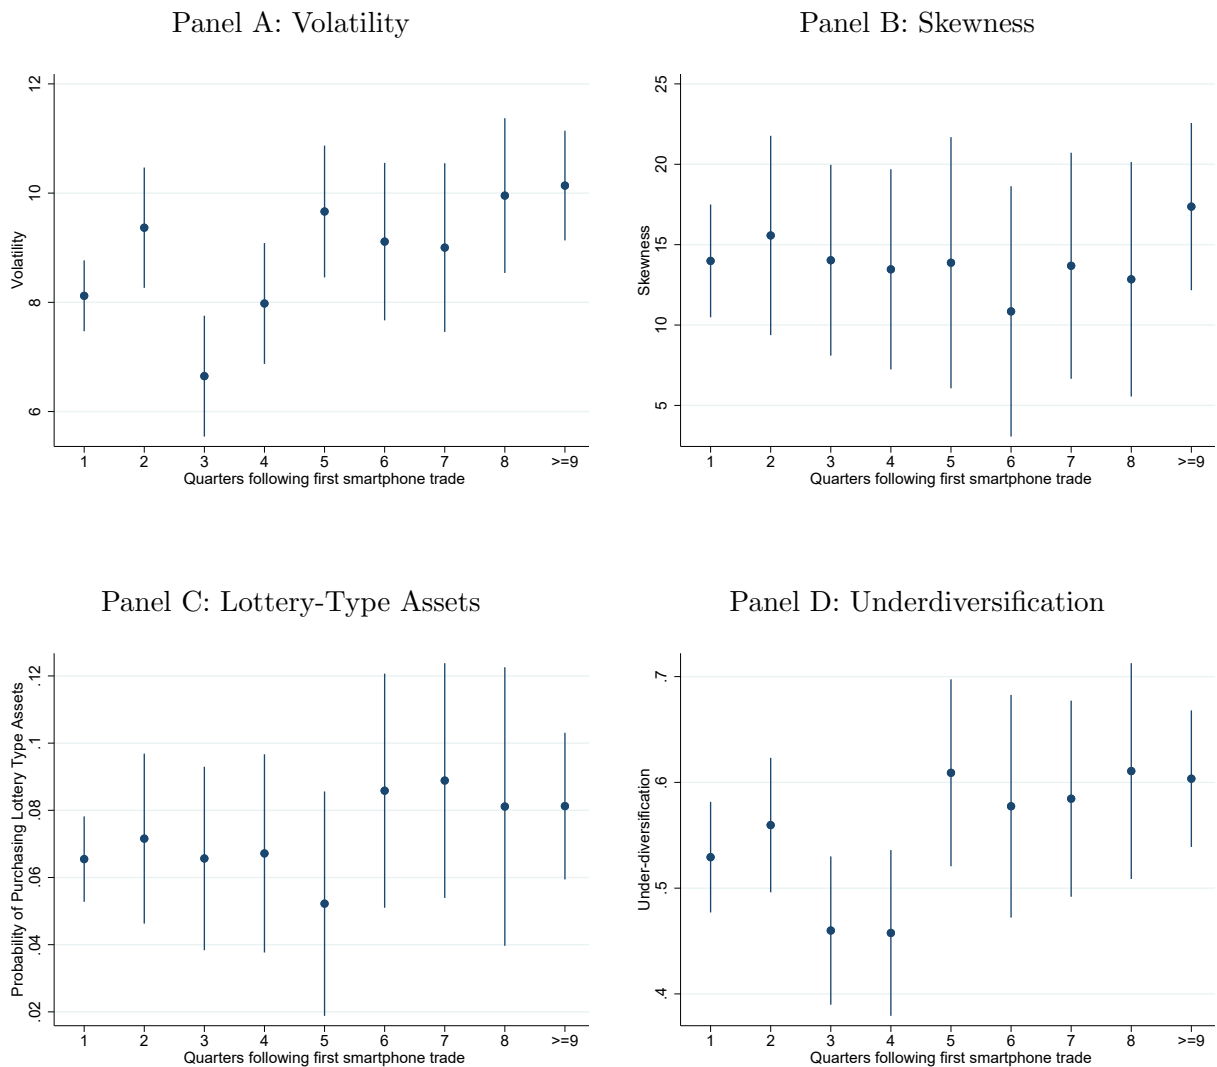 Panel A: Volatility
12
10
8
6
Volatility
1 2 3 4 5 6 7 8 >=9
Quarters following first smartphone trade
Panel B: Skewness
25
20
15
10
5
Skewness
1 2 3 4 5 6 7 8 >=9
Quarters following first smartphone trade
Panel C: Lottery-Type Assets
.12
.1
.08
.06
.04
.02
Probability of Purchasing Lottery Type Assets
1 2 3 4 5 6 7 8 >=9
Quarters following first smartphone trade
Panel D: Underdiversification
.7
.6
.5
.4
Under-diversification
1 2 3 4 5 6 7 8 >=9
Quarters following first smartphone trade